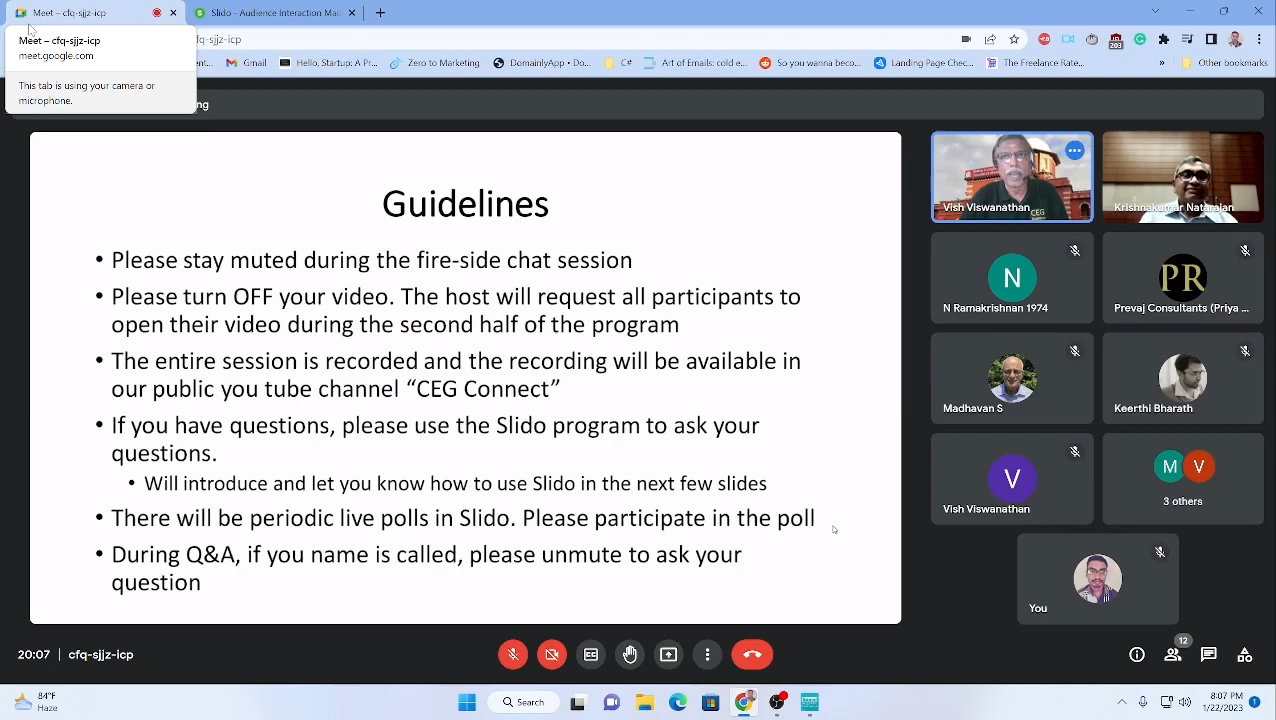 Meet – cfq-sjjz-icp
Slido - Audience Interaction Mad
Meet – cfq-sjjz-icp
meet.google.com
This tab is using your camera or
microphone.
fq-sjjz-icp
203
nt...
Gmail
Hello, Startup: A Pr...
Zero to Marketing
DomainlyApp • Do...
C#
Art of Emails: cold e...
So you wanna beco...
Landing Page Chec...
The Freelance Rate...
»
Other bookmarks
ng
Guidelines
• Please stay muted during the fire-side chat session
• Please turn OFF your video. The host will request all participants to
open their video during the second half of the program
• The entire session is recorded and the recording will be available in
our public you tube channel “CEG Connect”
• If you have questions, please use the Slido program to ask your
questions.
• Will introduce and let you know how to use Slido in the next few slides
• There will be periodic live polls in Slido. Please participate in the poll
• During Q&A, if you name is called, please unmute to ask your
question
CEG
Vish Viswanathan
Krishnakumar Natarajan
N
N Ramakrishnan 1974
PR
Prevaj Consultants (Priya ...
Madhavan S
Keerthi Bharath
V
Vish Viswanathan
M V
3 others
You
20:07 | cfq-sjjz-icp
12
84°F
Haze
Search
8:07 PM
1/22/2023